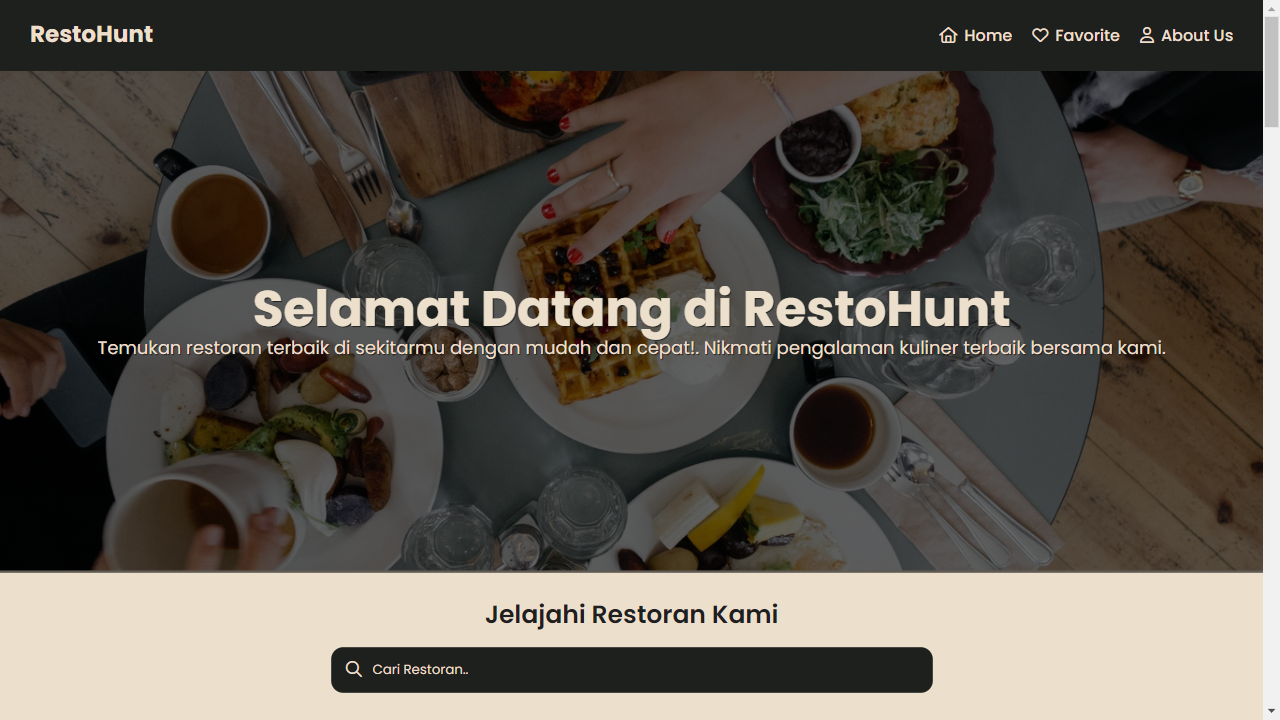 RestoHunt
Home Favorite About Us
Selamat Datang di RestoHunt
Temukan restoran terbaik di sekitarmu dengan mudah dan cepat!. Nikmati pengalaman kuliner terbaik bersama kami.
Jelajahi Restoran Kami
Cari Restoran..